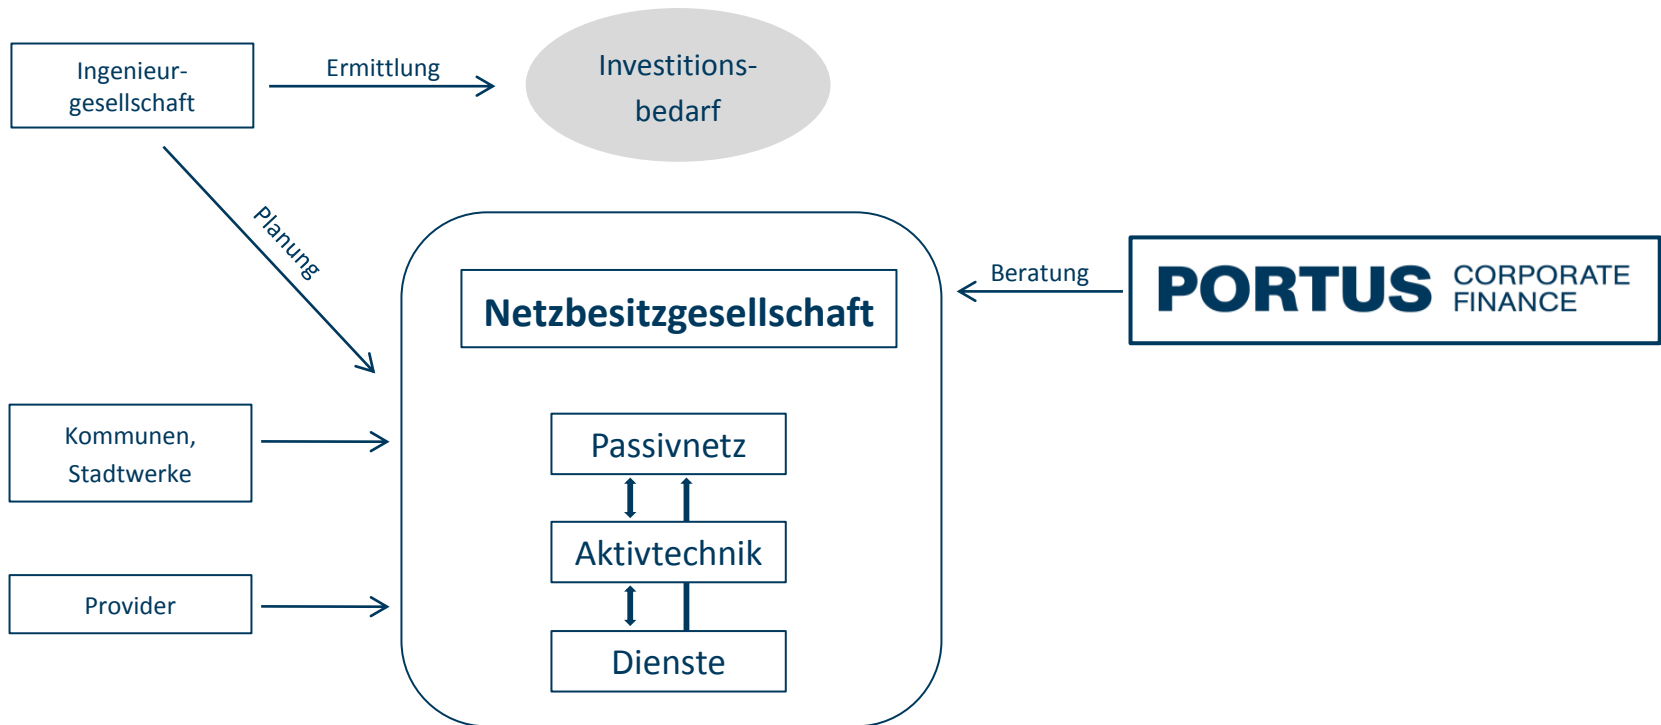 Ingenieur-
gesellschaft
Ermittlung
Investitions-
bedarf
Planung
Netzbesitzgesellschaft
Beratung
PORTUS CORPORATE
FINANCE
Kommunen,
Stadtwerke
Passivnetz
Aktivtechnik
Provider
Dienste